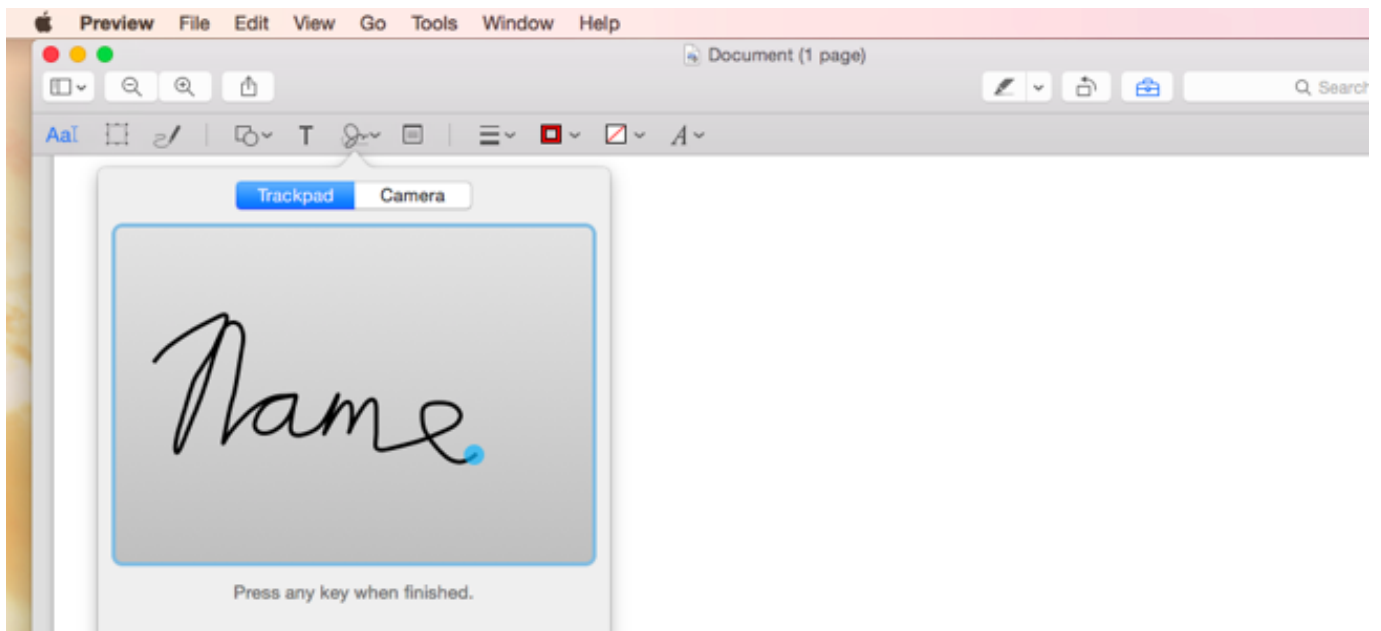 Preview File Edit View Go Tools Window Help
Document (1 page)
Search
AaI T A
Trackpad Camera
Name
Press any key when finished.